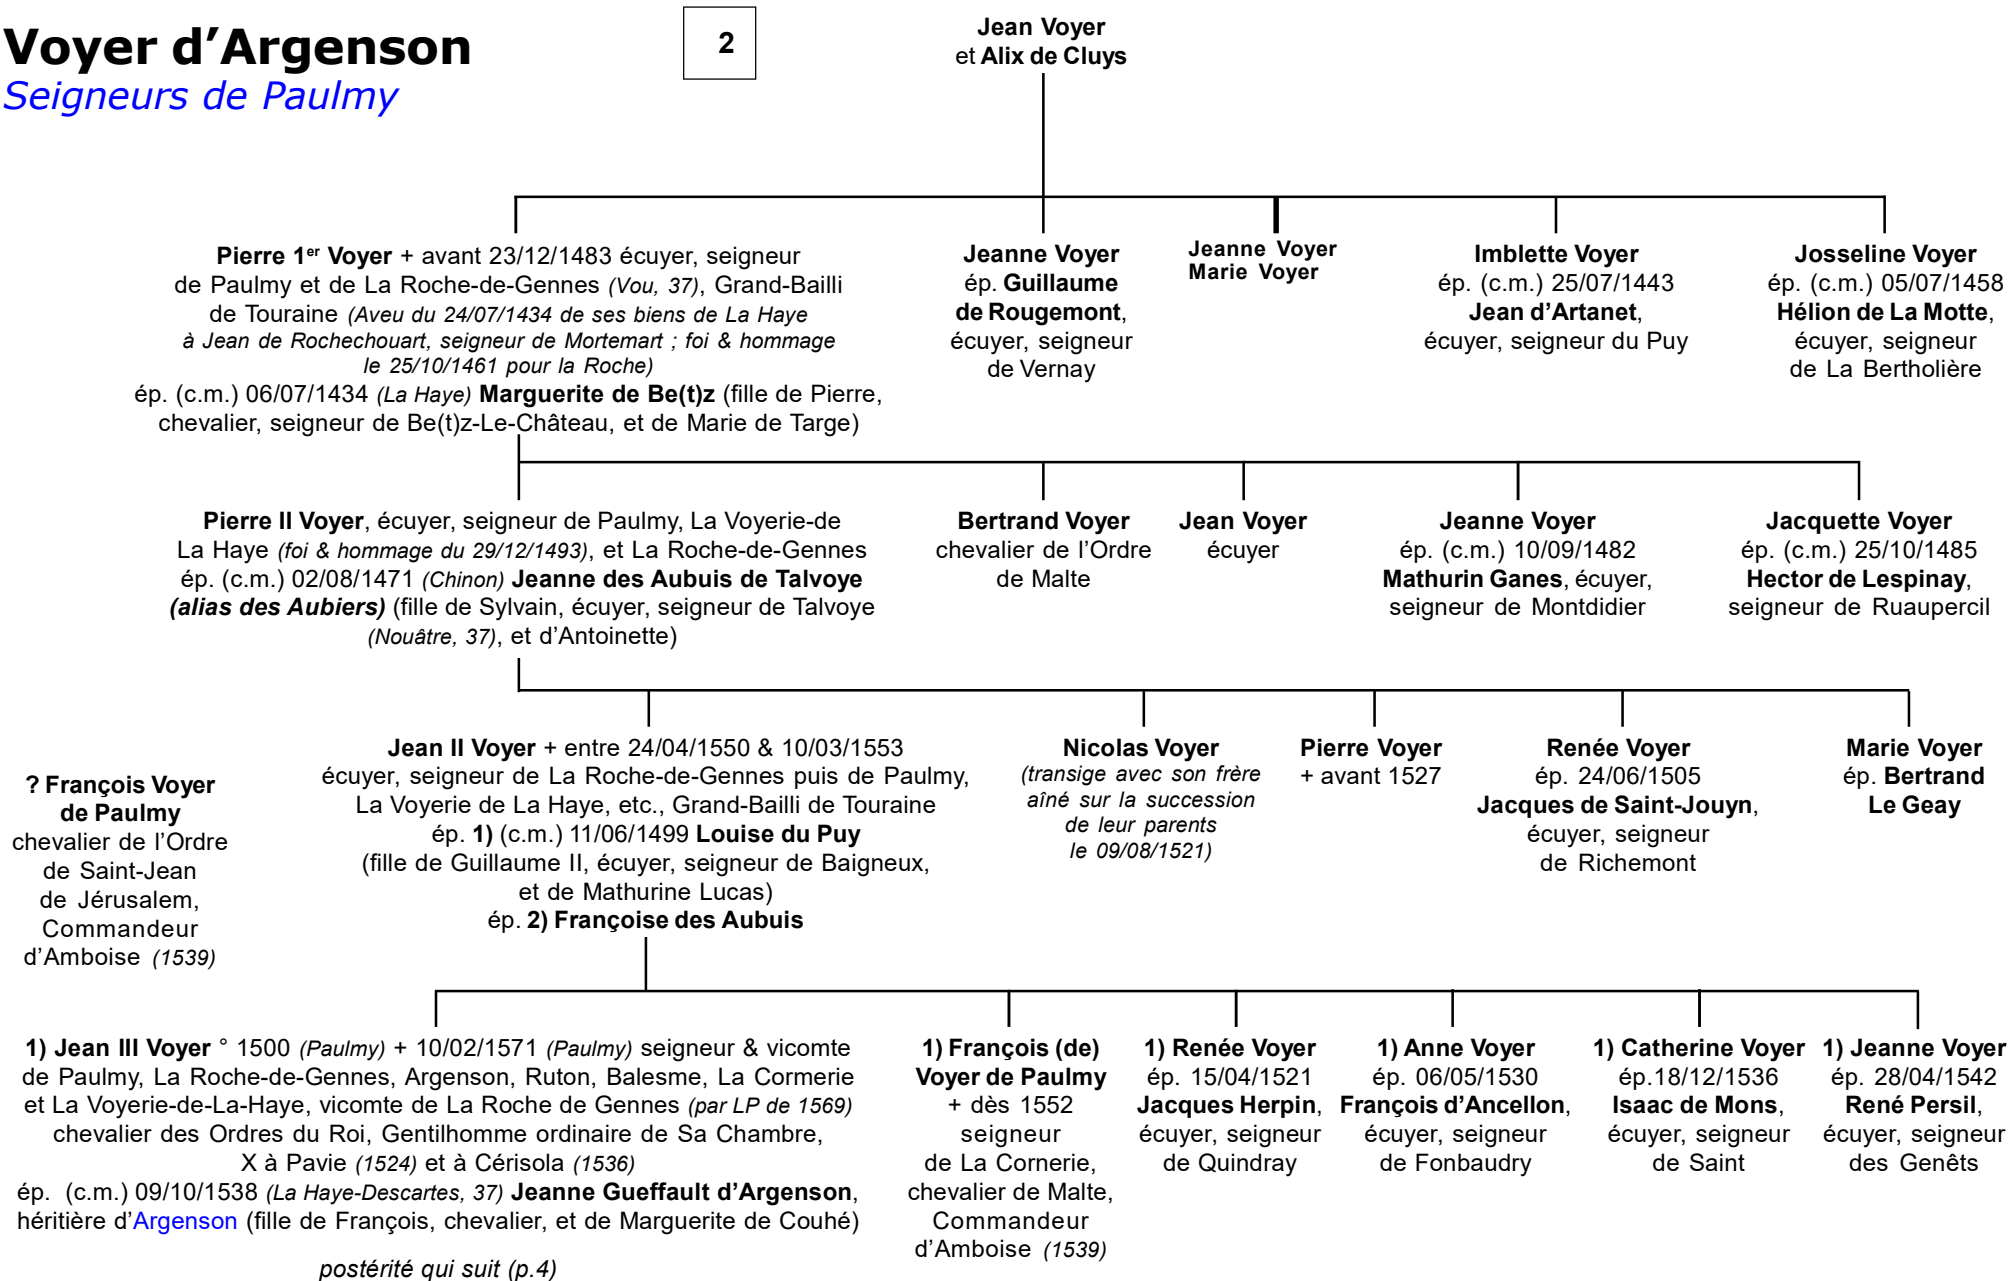 Voyer d’Argenson
Seigneurs de Paulmy
2
Jean Voyer
et Alix de Cluys
Pierre 1er Voyer + avant 23/12/1483 écuyer, seigneur
de Paulmy et de La Roche-de-Gennes (Vou, 37), Grand-Bailli
de Touraine (Aveu du 24/07/1434 de ses biens de La Haye
à Jean de Rochechouart, seigneur de Mortemart ; foi & hommage
le 25/10/1461 pour la Roche)
ép. (c.m.) 06/07/1434 (La Haye) Marguerite de Be(t)z (fille de Pierre,
chevalier, seigneur de Be(t)z-Le-Château, et de Marie de Targe)
Jeanne Voyer
ép. Guillaume
de Rougemont,
écuyer, seigneur
de Vernay
Jeanne Voyer
Marie Voyer
Imblette Voyer
ép. (c.m.) 25/07/1443
Jean d’Artanet,
écuyer, seigneur du Puy
Josseline Voyer
ép. (c.m.) 05/07/1458
Hélion de La Motte,
écuyer, seigneur
de La Bertholière
Pierre II Voyer, écuyer, seigneur de Paulmy, La Voyerie-de
La Haye (foi & hommage du 29/12/1493), et La Roche-de-Gennes
ép. (c.m.) 02/08/1471 (Chinon) Jeanne des Aubuis de Talvoye
(alias des Aubiers) (fille de Sylvain, écuyer, seigneur de Talvoye
(Nouâtre, 37), et d’Antoinette)
Bertrand Voyer
chevalier de l’Ordre
de Malte
Jean Voyer
écuyer
Jeanne Voyer
ép. (c.m.) 10/09/1482
Mathurin Ganes, écuyer,
seigneur de Montdidier
Jacquette Voyer
ép. (c.m.) 25/10/1485
Hector de Lespinay,
seigneur de Ruaupercil
? François Voyer
de Paulmy
chevalier de l’Ordre
de Saint-Jean
de Jérusalem,
Commandeur
d’Amboise (1539)
Jean II Voyer + entre 24/04/1550 & 10/03/1553
écuyer, seigneur de La Roche-de-Gennes puis de Paulmy,
La Voyerie de La Haye, etc., Grand-Bailli de Touraine
ép. 1) (c.m.) 11/06/1499 Louise du Puy
(fille de Guillaume II, écuyer, seigneur de Baigneux,
et de Mathurine Lucas)
ép. 2) Françoise des Aubuis
Nicolas Voyer
(transige avec son frère
aîné sur la succession
de leur parents
le 09/08/1521)
Pierre Voyer
+ avant 1527
Renée Voyer
ép. 24/06/1505
Jacques de Saint-Jouyn,
écuyer, seigneur
de Richemont
Marie Voyer
ép. Bertrand
Le Geay
1) Jean III Voyer ° 1500 (Paulmy) + 10/02/1571 (Paulmy) seigneur & vicomte
de Paulmy, La Roche-de-Gennes, Argenson, Ruton, Balesme, La Cormerie
et La Voyerie-de-La-Haye, vicomte de La Roche de Gennes (par LP de 1569)
chevalier des Ordres du Roi, Gentilhomme ordinaire de Sa Chambre,
X à Pavie (1524) et à Cérisola (1536)
ép. (c.m.) 09/10/1538 (La Haye-Descartes, 37) Jeanne Gueffault d’Argenson,
héritière d’Argenson (fille de François, chevalier, et de Marguerite de Couhé)
postérité qui suit (p.4)
1) François (de)
Voyer de Paulmy
+ dès 1552
seigneur
de La Cornerie,
chevalier de Malte,
Commandeur
d’Amboise (1539)
1) Renée Voyer
ép. 15/04/1521
Jacques Herpin,
écuyer, seigneur
de Quindray
1) Anne Voyer
ép. 06/05/1530
François d’Ancellon,
écuyer, seigneur
de Fonbaudry
1) Catherine Voyer
ép.18/12/1536
Isaac de Mons,
écuyer, seigneur
de Saint
1) Jeanne Voyer
ép. 28/04/1542
René Persil,
écuyer, seigneur
des Genêts